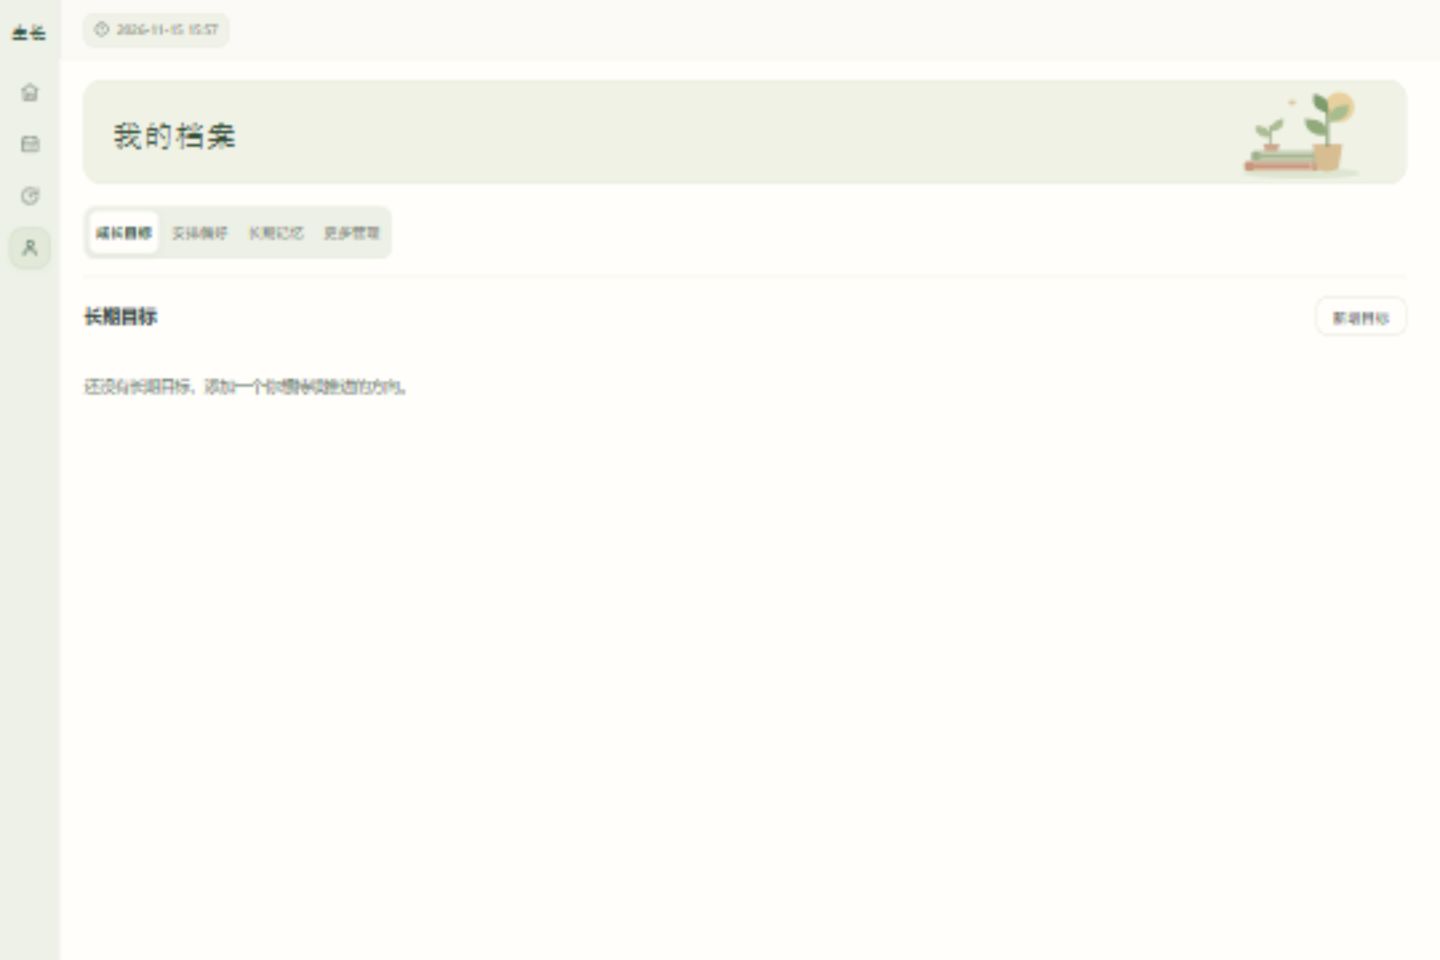 生长
2026-11-15 15:57
我的档案
成长目标 安排偏好 长期记忆 更多管理
长期目标
新增目标
还没有长期目标，添加一个你想持续推进的方向。